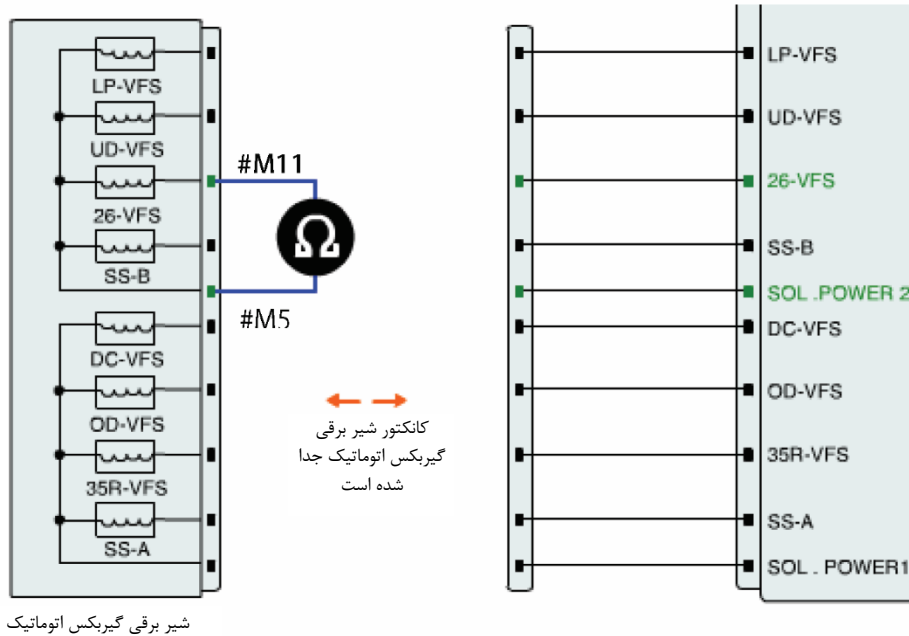 LP-VFS
UD-VFS
26-VFS
SS-B
DC-VFS
OD-VFS
35R-VFS
SS-A
#M11
Ω
#M5
کانکتور شیر برقی
گیربکس اتوماتیک جدا
شده است
LP-VFS
UD-VFS
26-VFS
SS-B
SOL .POWER 2
DC-VFS
OD-VFS
35R-VFS
SS-A
SOL . POWER1
شیر برقی گیربکس اتوماتیک